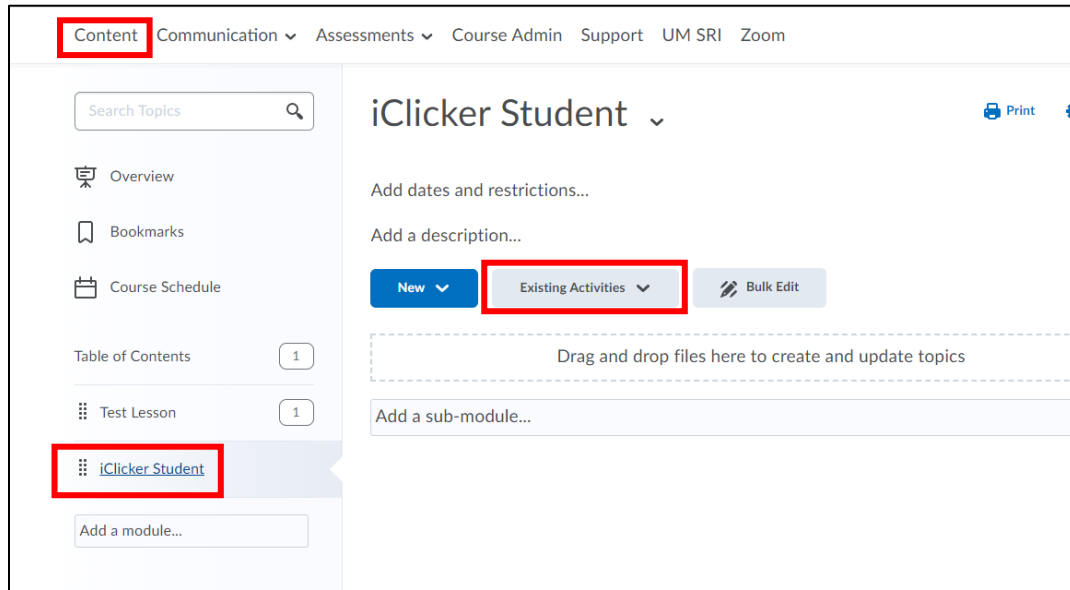 Content Communication Assessments Course Admin Support UM SRI Zoom
Search Topics
Overview
Bookmarks
Course Schedule
Table of Contents 1
Test Lesson 1
iClicker Student
Add a module...
iClicker Student
Print
Add dates and restrictions...
Add a description...
New Existing Activities Bulk Edit
Drag and drop files here to create and update topics
Add a sub-module...